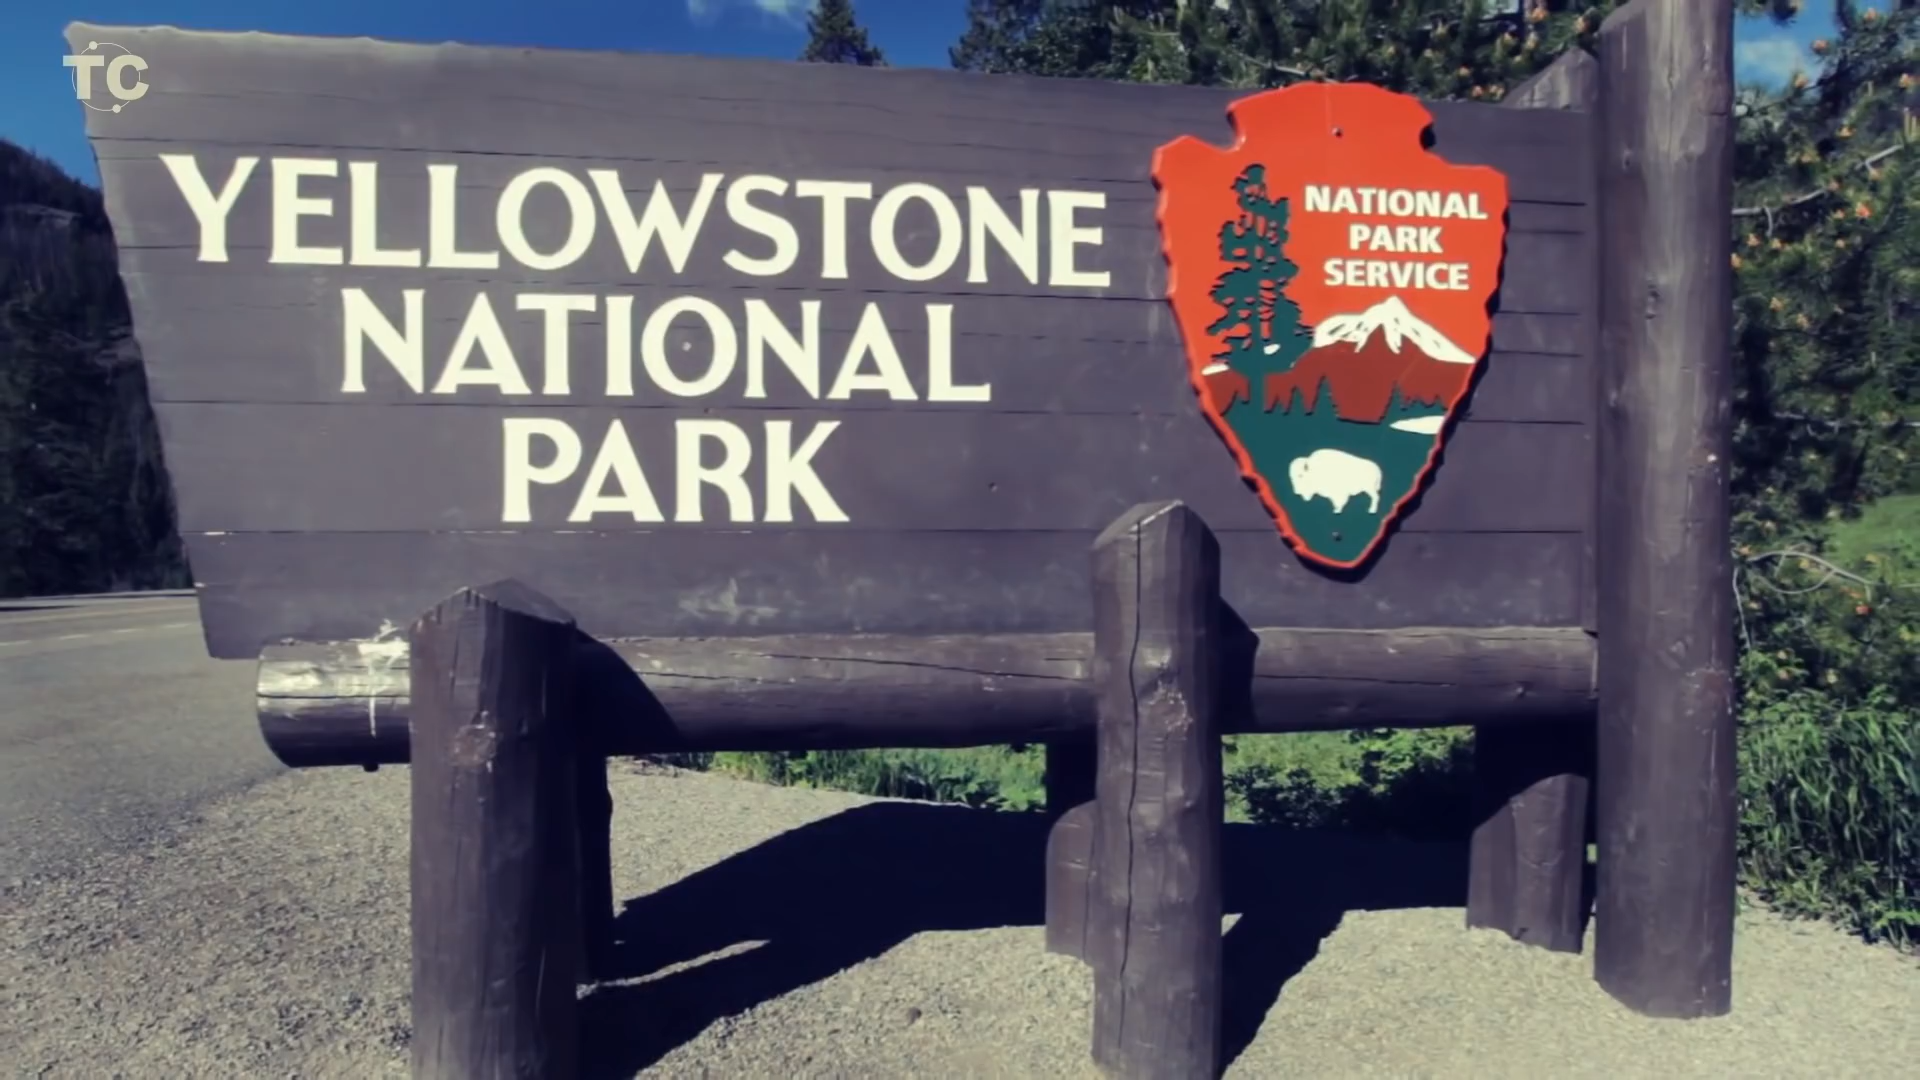 TC
YELLOWSTONE
NATIONAL
PARK
NATIONAL
PARK
SERVICE